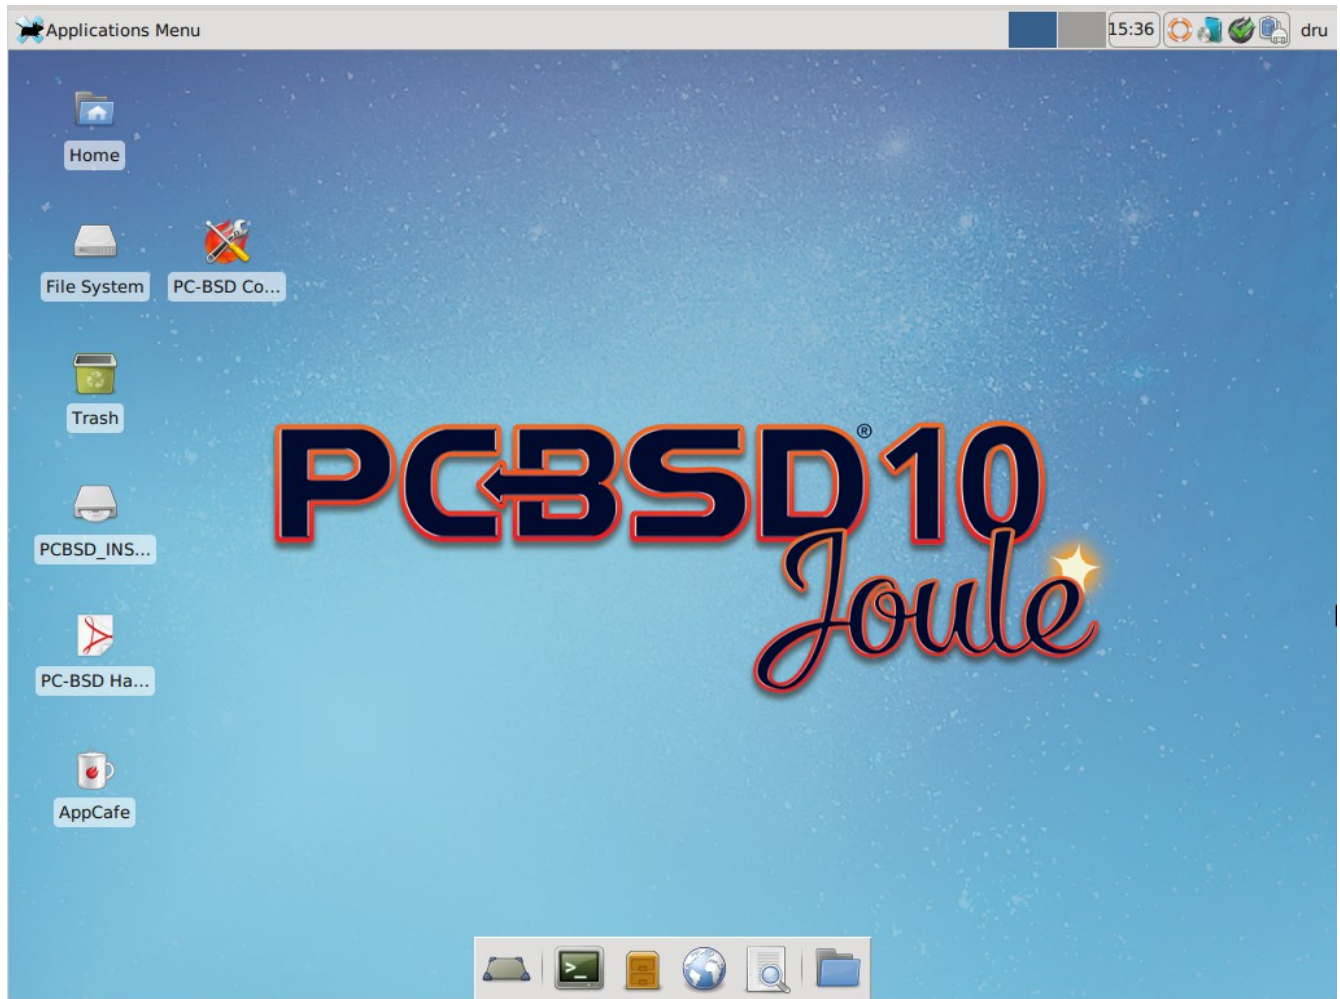 Applications Menu
15:36
dru
Home
File System
PC-BSD Co...
Trash
PCBSD®10
Joule
PCBSD_INS...
PC-BSD Ha...
AppCafe
>_